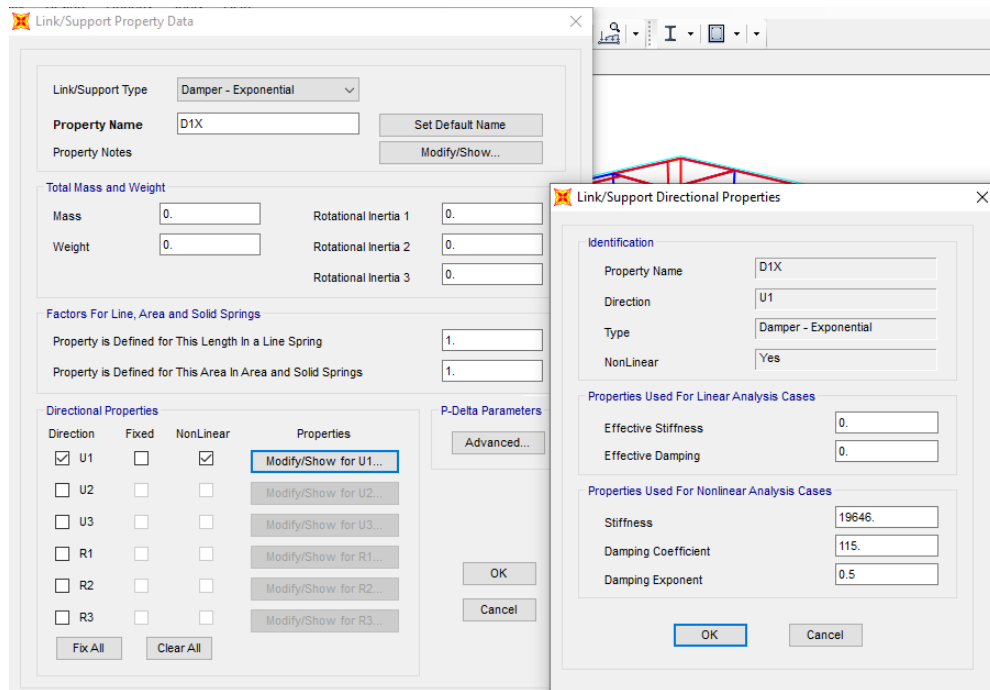 Link/Support Property Data
Link/Support Type
Damper - Exponential
Property Name
D1X
Set Default Name
Property Notes
Modify/Show...
Total Mass and Weight
Mass
0.
Rotational Inertia 1
0.
Weight
0.
Rotational Inertia 2
0.
Rotational Inertia 3
0.
Factors For Line, Area and Solid Springs
Property is Defined for This Length In a Line Spring
1.
Property is Defined for This Area In Area and Solid Springs
1.
Directional Properties
Direction Fixed NonLinear Properties
U1 Modify/Show for U1...
U2 Modify/Show for U2...
U3 Modify/Show for U3...
R1 Modify/Show for R1...
R2 Modify/Show for R2...
R3 Modify/Show for R3...
Fix All
Clear All
P-Delta Parameters
Advanced...
OK
Cancel
Link/Support Directional Properties
Identification
Property Name
D1X
Direction
U1
Type
Damper - Exponential
NonLinear
Yes
Properties Used For Linear Analysis Cases
Effective Stiffness
0.
Effective Damping
0.
Properties Used For Nonlinear Analysis Cases
Stiffness
19646.
Damping Coefficient
115.
Damping Exponent
0.5
OK
Cancel